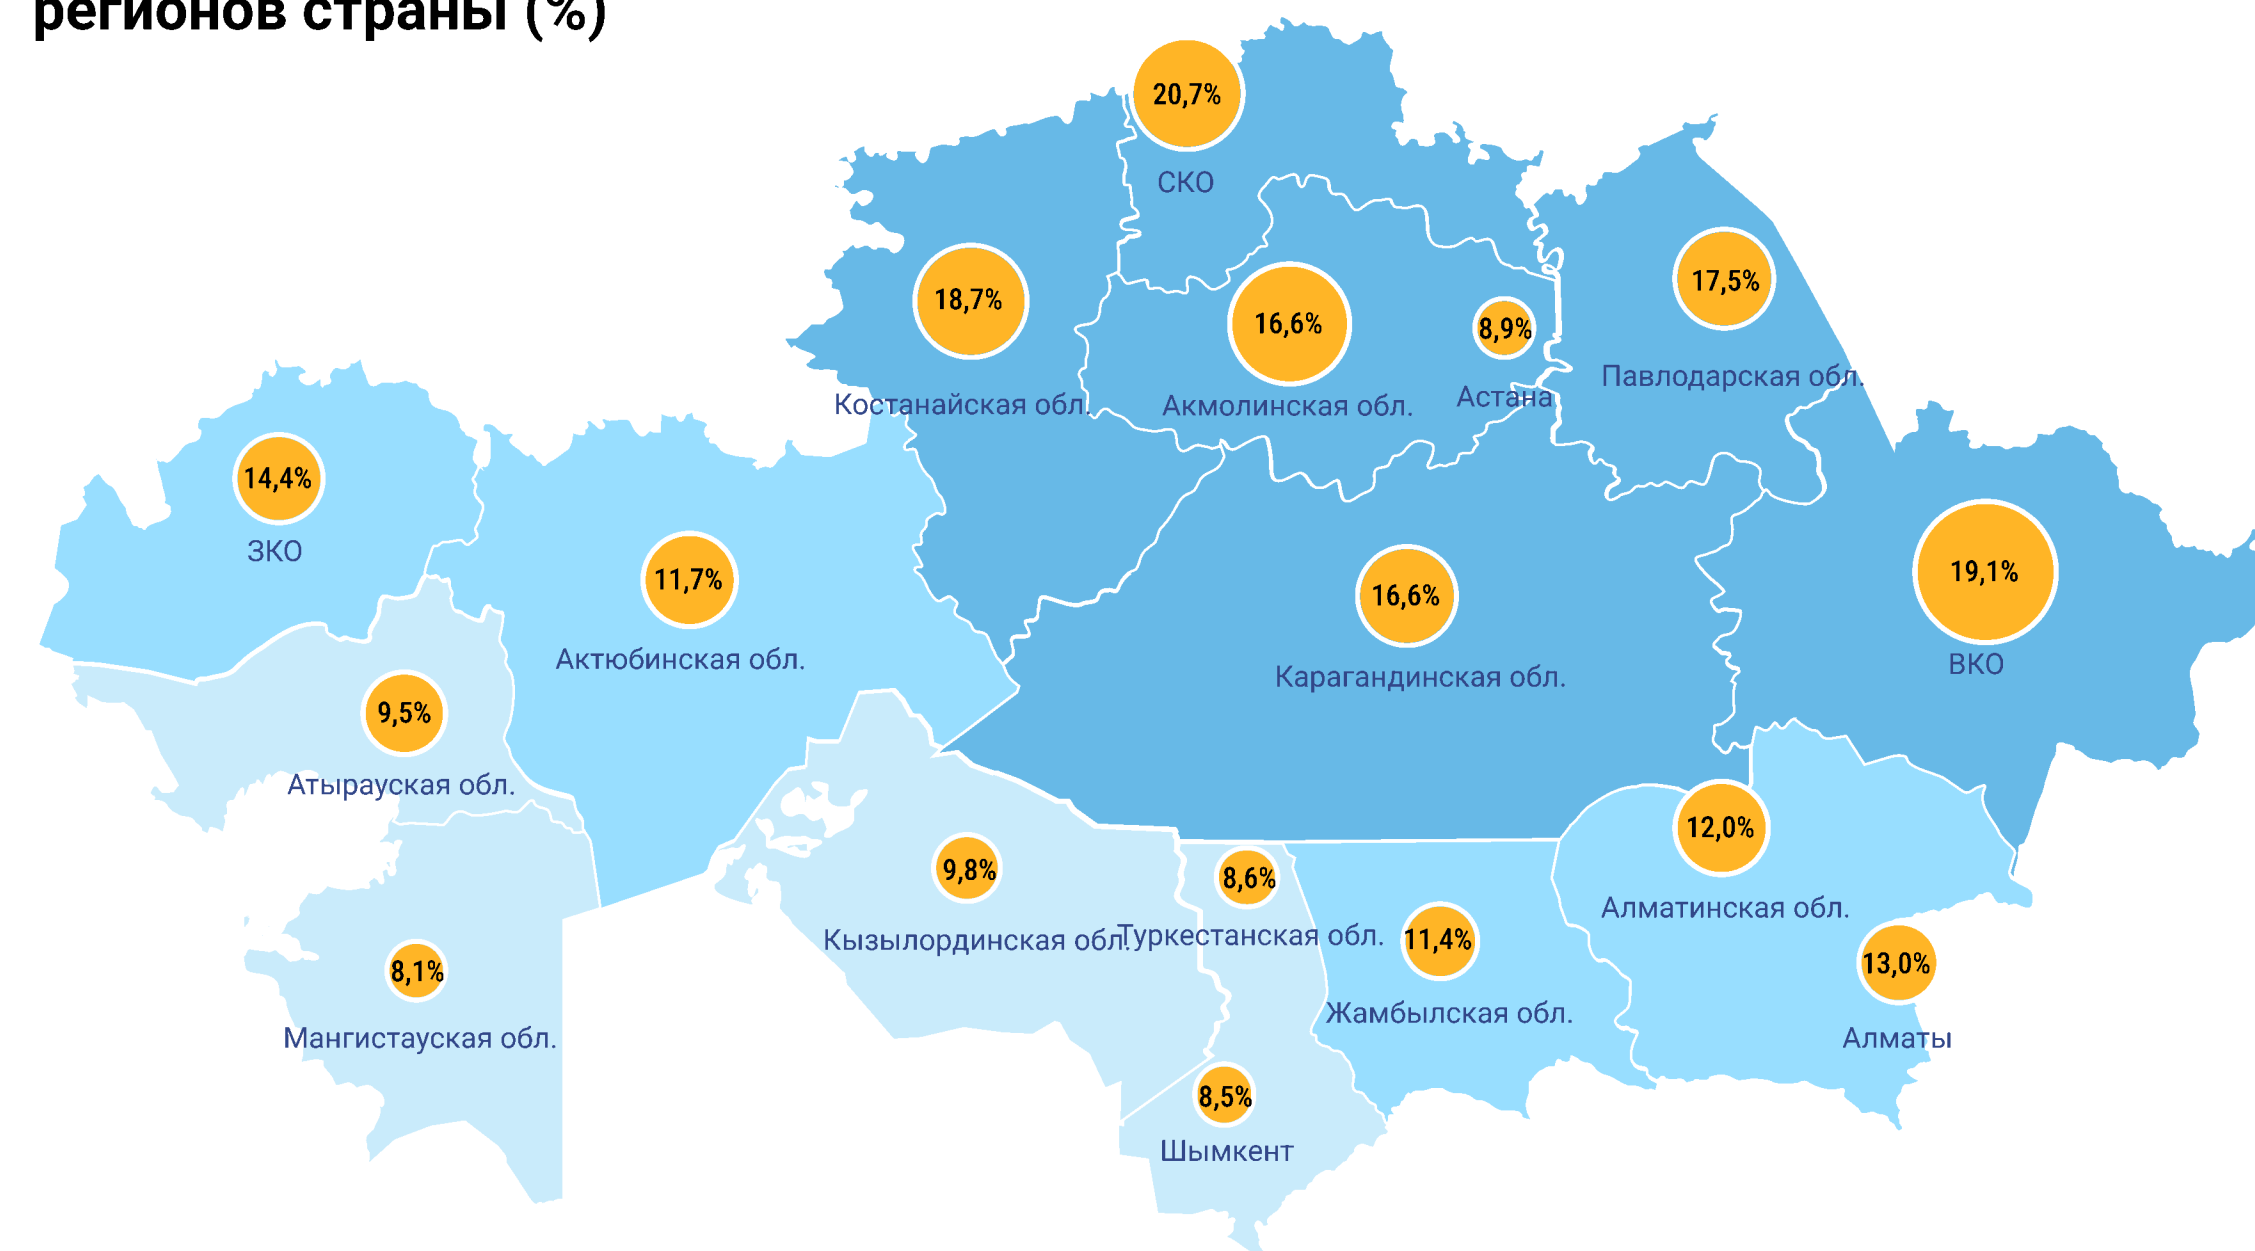 регионов страны (%)
20,7%
СКО
18,7%
Костанайская обл.
16,6%
Акмолинская обл.
8,9%
Астана
17,5%
Павлодарская обл.
14,4%
ЗКО
11,7%
Актюбинская обл.
16,6%
Карагандинская обл.
19,1%
ВКО
9,5%
Атырауская обл.
12,0%
Алматинская обл.
9,8%
Кызылординская обл.
8,6%
Туркестанская обл.
11,4%
Жамбылская обл.
13,0%
Алматы
8,1%
Мангистауская обл.
8,5%
Шымкент